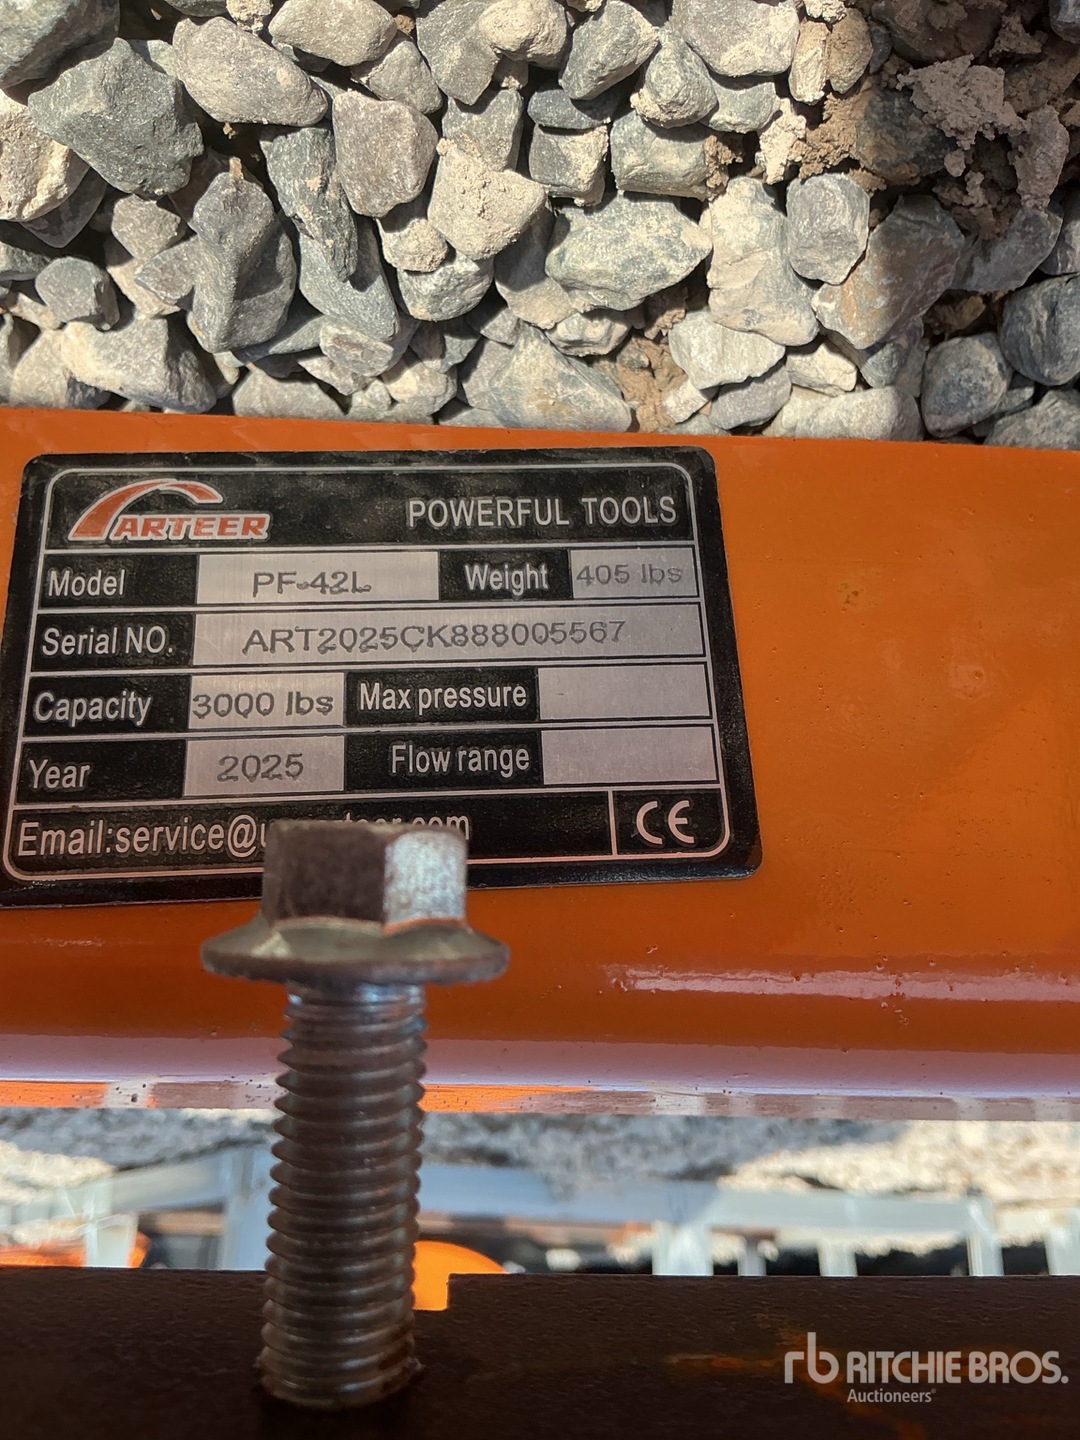 ARTEER POWERFUL TOOLS
Model PF-42L Weight 405 lbs
Serial NO. ART2025CK888005567
Capacity 3000 lbs Max pressure
Year 2025 Flow range
CE
rb RITCHIE BROS.
Auctioneers